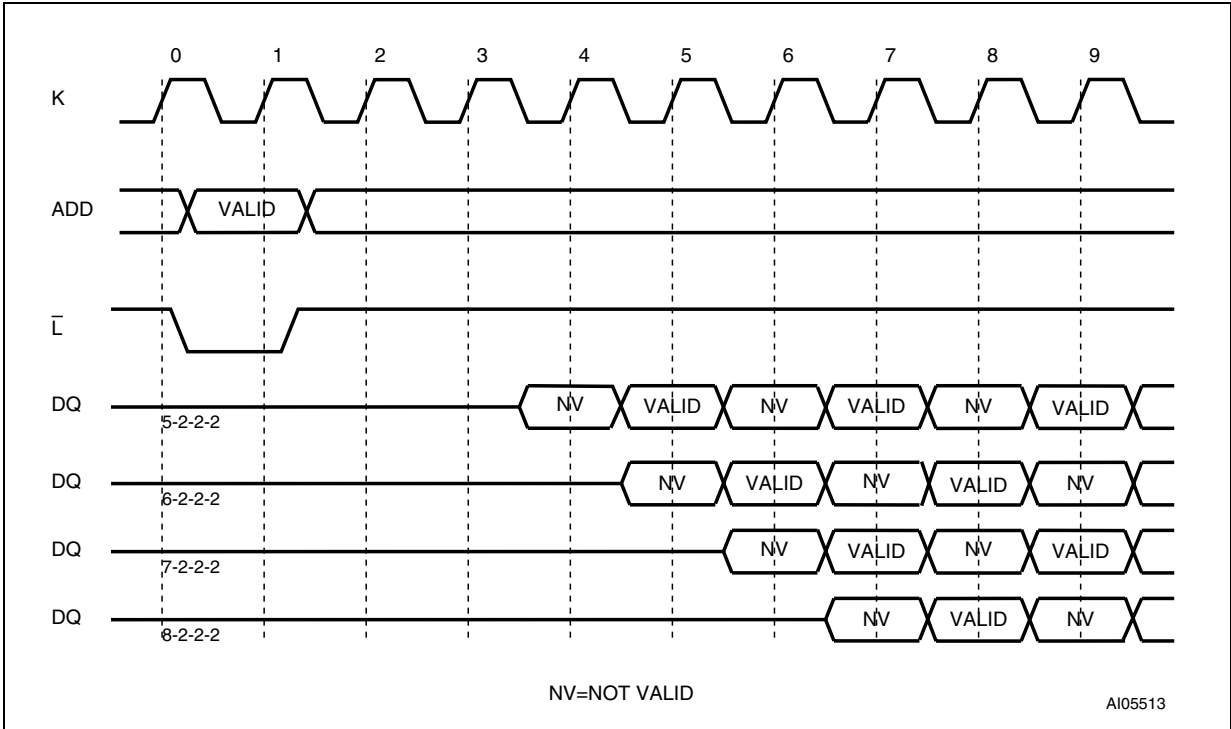 0 1 2 3 4 5 6 7 8 9
K
ADD VALID
L̅
DQ 5-2-2-2 NV VALID NV VALID NV VALID
DQ 6-2-2-2 NV VALID NV VALID NV
DQ 7-2-2-2 NV VALID NV VALID
DQ 8-2-2-2 NV VALID NV
NV=NOT VALID
AI05513